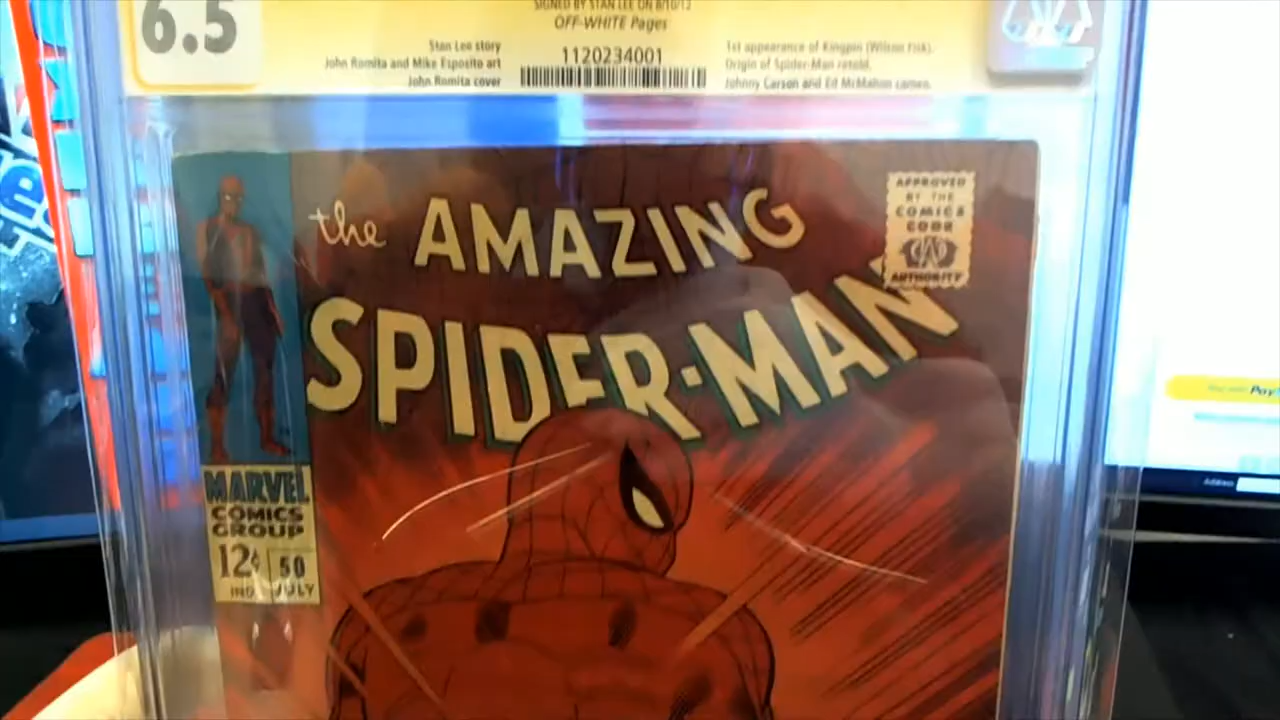 6.5
SIGNED BY STAN LEE ON 8/10/12
OFF-WHITE Pages
Stan Lee story
John Romita and Mike Esposito art
John Romita cover
1120234001
1st appearance of Kingpin (Wilson Fisk).
Origin of Spider-Man retold.
Johnny Carson and Ed McMahon cameo.
the AMAZING
SPIDER-MAN
APPROVED
BY THE
COMICS
CODE
AUTHORITY
MARVEL
COMICS
GROUP
12¢
50
IND.
JULY
Address